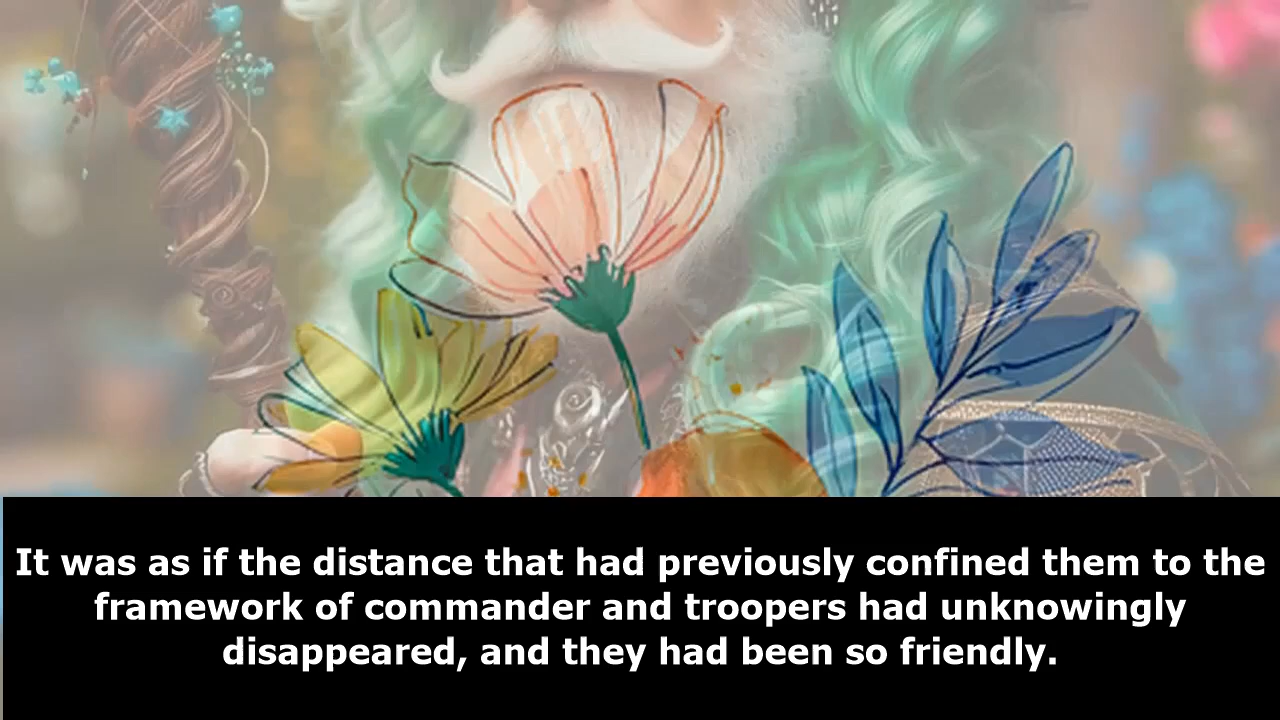 It was as if the distance that had previously confined them to the
framework of commander and troopers had unknowingly
disappeared, and they had been so friendly.